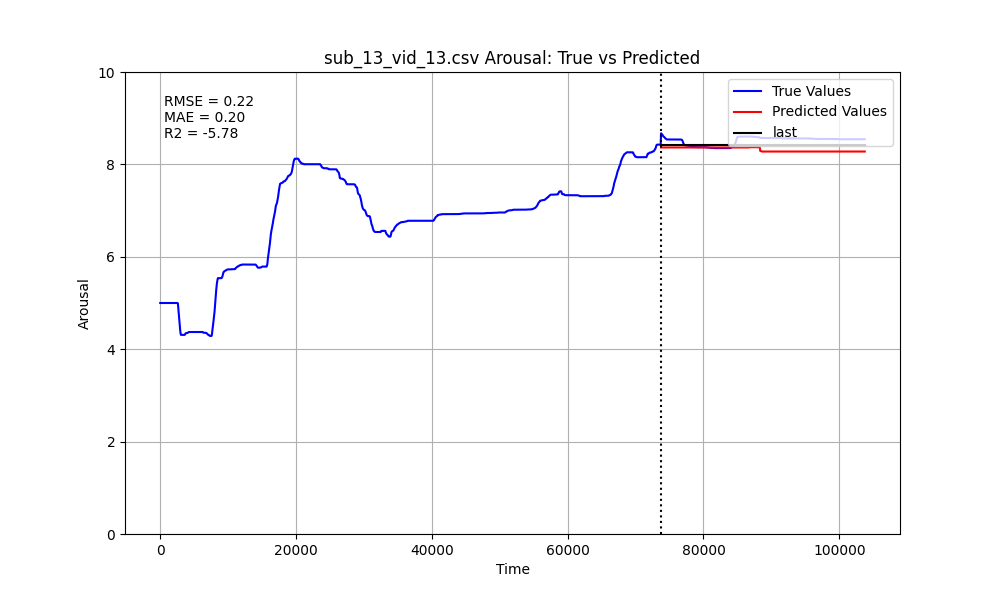 sub_13_vid_13.csv Arousal: True vs Predicted
RMSE = 0.22
MAE = 0.20
R2 = -5.78
True Values
Predicted Values
last
Arousal
10
8
6
4
2
0
0
20000
40000
60000
80000
100000
Time